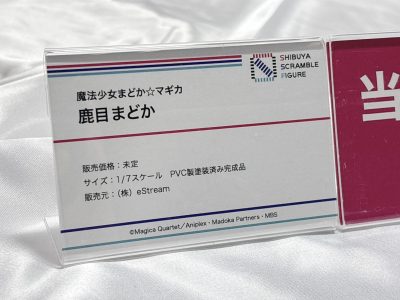 SHIBUYA
SCRAMBLE
FIGURE
魔法少女まどか☆マギカ
鹿目まどか
販売価格：未定
サイズ：1/7スケール　PVC製塗装済み完成品
販売元：（株）eStream
©Magica Quartet／Aniplex・Madoka Partners・MBS
当